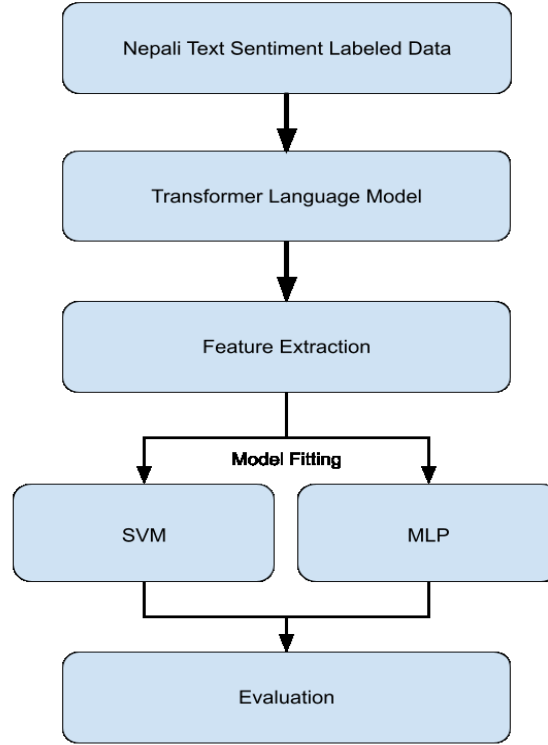 Nepali Text Sentiment Labeled Data
Transformer Language Model
Feature Extraction
Model Fitting
SVM
MLP
Evaluation